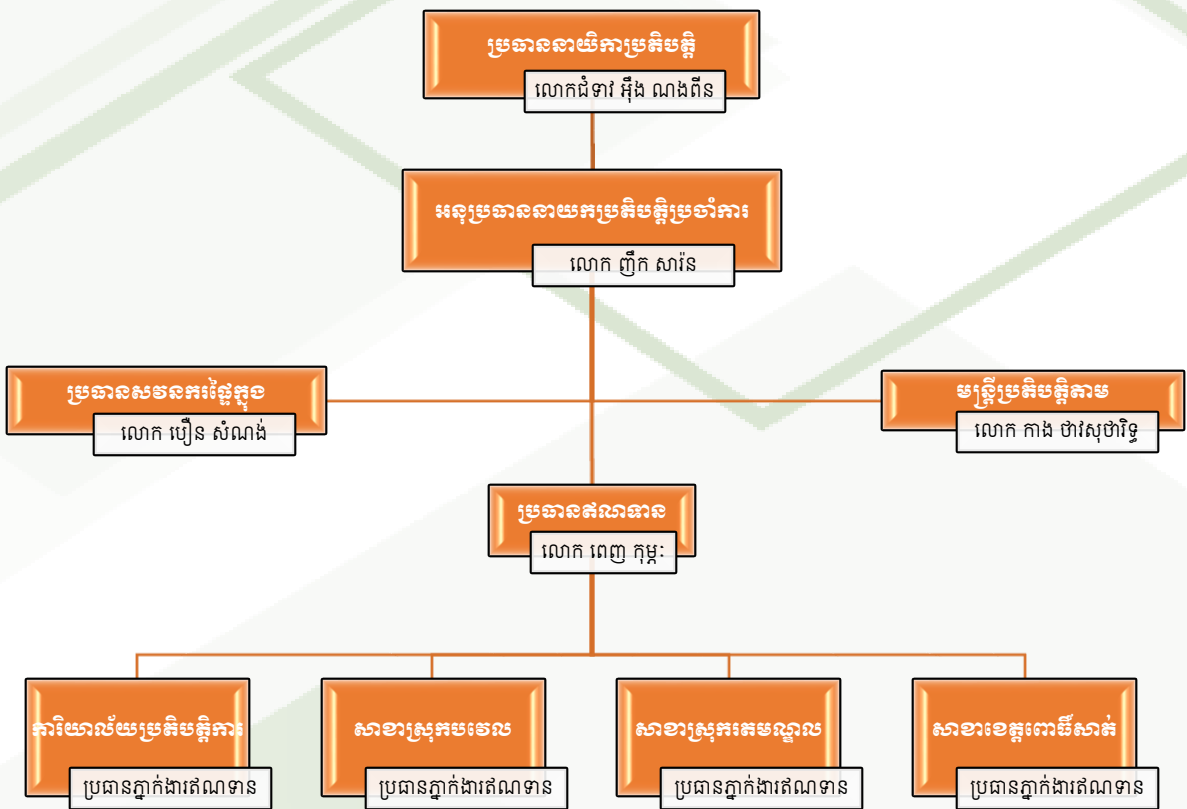 ប្រធាននាយិកាប្រតិបត្តិ
លោកជំទាវ អ៊ឹង ណងពីន
អនុប្រធាននាយកប្រតិបត្តិប្រចាំការ
លោក ញឹក សារ៉ន
ប្រធានសវនករផ្ទៃក្នុង
លោក បឿន សំណង់
មន្ត្រីប្រតិបត្តិតាម
លោក កាង ថាវសុថារិទ្ធ
ប្រធានឥណទាន
លោក ពេញ កុម្ភៈ
ការិយាល័យប្រតិបត្តិការ
ប្រធានភ្នាក់ងារឥណទាន
សាខាស្រុកបវេល
ប្រធានភ្នាក់ងារឥណទាន
សាខាស្រុករតមណ្ឌល
ប្រធានភ្នាក់ងារឥណទាន
សាខាខេត្តពោធិ៍សាត់
ប្រធានភ្នាក់ងារឥណទាន